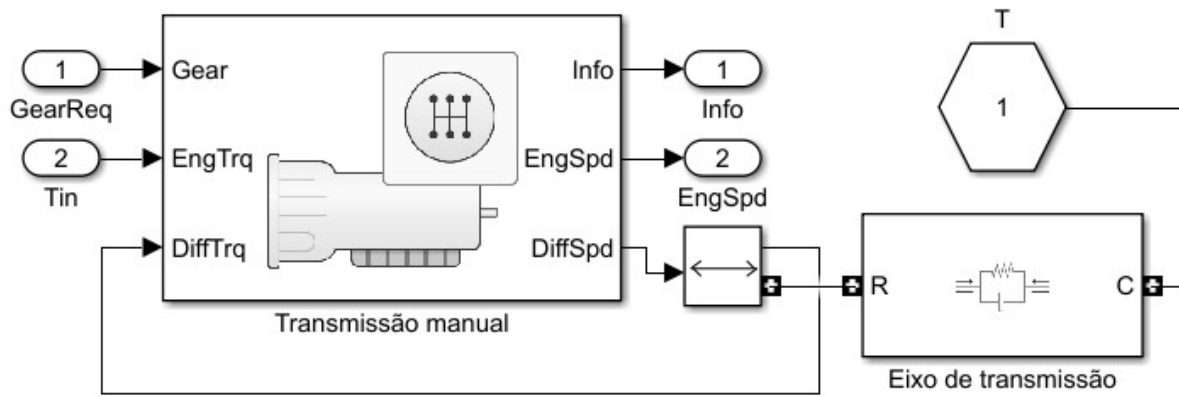 T
1
GearReq
2
Tin
Gear
EngTrq
DiffTrq
Info
EngSpd
DiffSpd
Transmissão manual
1
Info
2
EngSpd
1
R
C
Eixo de transmissão